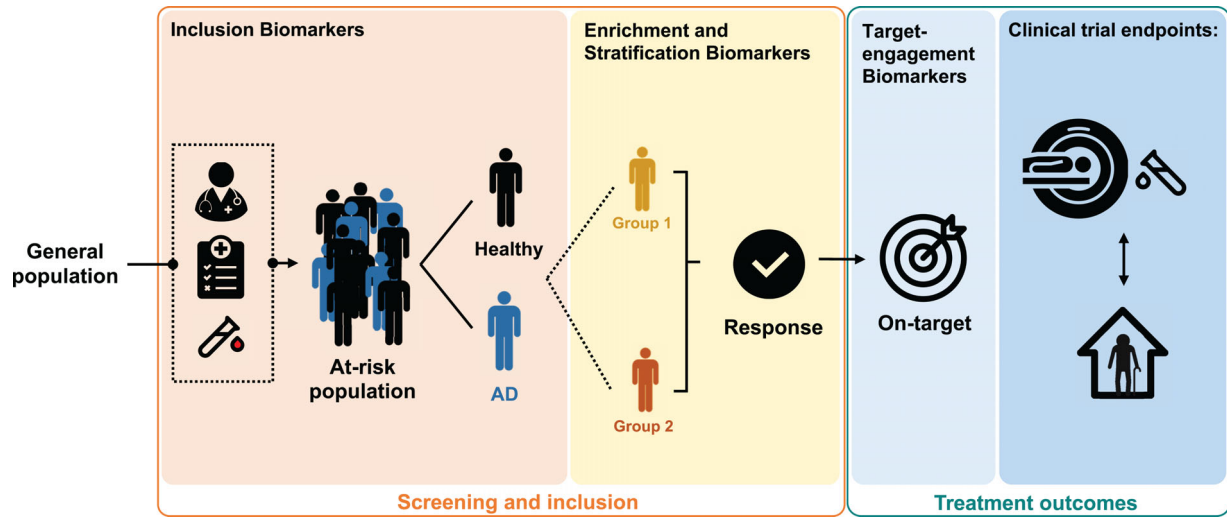 Inclusion Biomarkers
Enrichment and
Stratification Biomarkers
Target-
engagement
Biomarkers
Clinical trial endpoints:
General
population
At-risk
population
Healthy
AD
Group 1
Group 2
Response
On-target
Screening and inclusion
Treatment outcomes